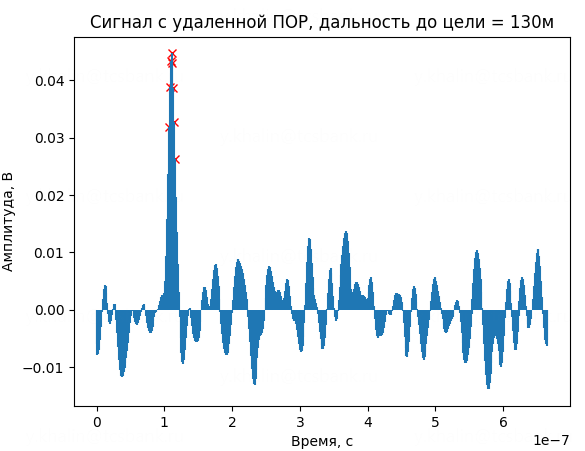 Сигнал с удаленной ПОР, дальность до цели = 130м
Амплитуда, В
0.04
0.03
0.02
0.01
0.00
−0.01
0 1 2 3 4 5 6
1e−7
Время, с